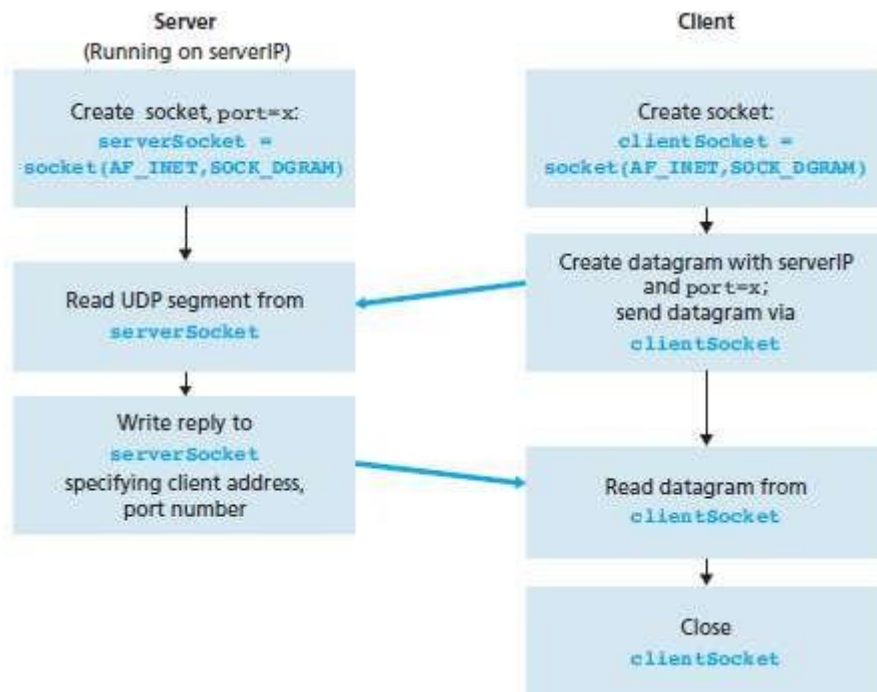 Server
(Running on serverIP)
Create socket, port=x:
serverSocket =
socket(AF_INET,SOCK_DGRAM)
Read UDP segment from
serverSocket
Write reply to
serverSocket
specifying client address,
port number
Client
Create socket:
clientSocket =
socket(AF_INET,SOCK_DGRAM)
Create datagram with serverIP
and port=x;
send datagram via
clientSocket
Read datagram from
clientSocket
Close
clientSocket